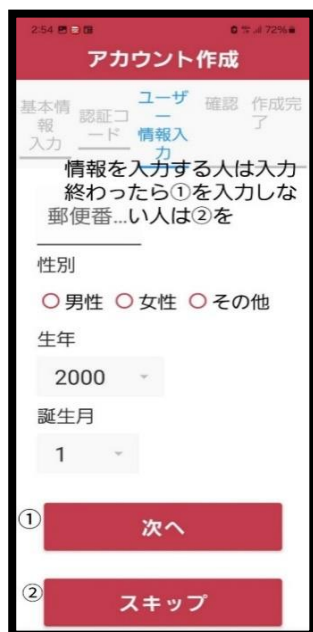 2:54 72%
アカウント作成
基本情
報
入力
認証コ
ード
ユーザ
ー
情報入
力
確認
作成完
了
情報を入力する人は入力
終わったら①を入力しな
い人は②を
郵便番...
性別
男性 女性 その他
生年
2000
誕生月
1
① 次へ
② スキップ